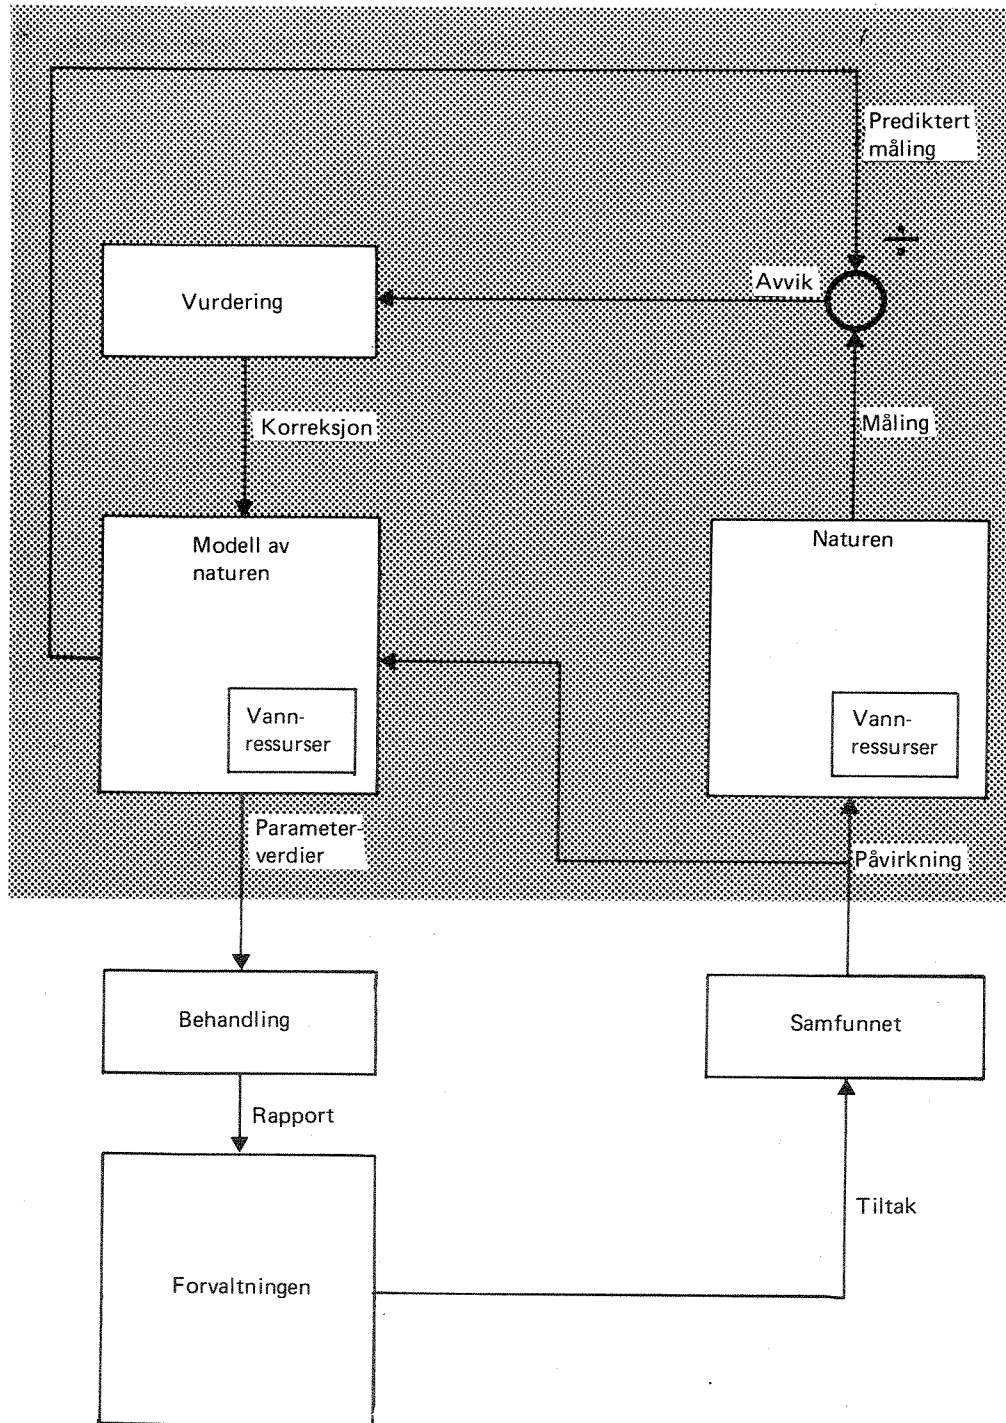 Prediktert
måling
÷
Avvik
Vurdering
Korreksjon
Måling
Modell av
naturen
Naturen
Vann-
ressurser
Vann-
ressurser
Parameter-
verdier
Påvirkning
Behandling
Samfunnet
Rapport
Tiltak
Forvaltningen